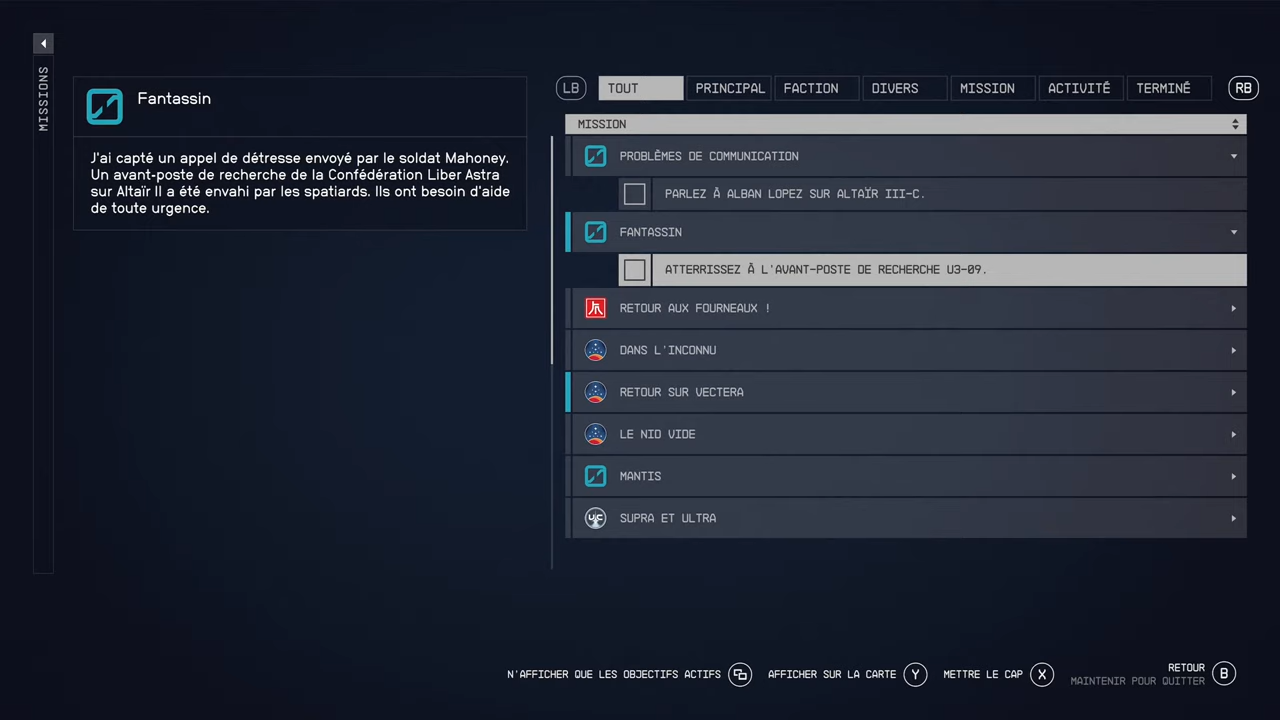 MISSIONS
Fantassin
J'ai capté un appel de détresse envoyé par le soldat Mahoney.
Un avant-poste de recherche de la Confédération Liber Astra
sur Altaïr II a été envahi par les spatiards. Ils ont besoin d'aide
de toute urgence.
LB TOUT PRINCIPAL FACTION DIVERS MISSION ACTIVITÉ TERMINÉ RB
MISSION
PROBLÈMES DE COMMUNICATION
PARLEZ À ALBAN LOPEZ SUR ALTAÏR III-C.
FANTASSIN
ATTERRISSEZ À L'AVANT-POSTE DE RECHERCHE U3-09.
RETOUR AUX FOURNEAUX !
DANS L'INCONNU
RETOUR SUR VECTERA
LE NID VIDE
MANTIS
UC
SUPRA ET ULTRA
N'AFFICHER QUE LES OBJECTIFS ACTIFS AFFICHER SUR LA CARTE Y METTRE LE CAP X RETOUR B
MAINTENIR POUR QUITTER